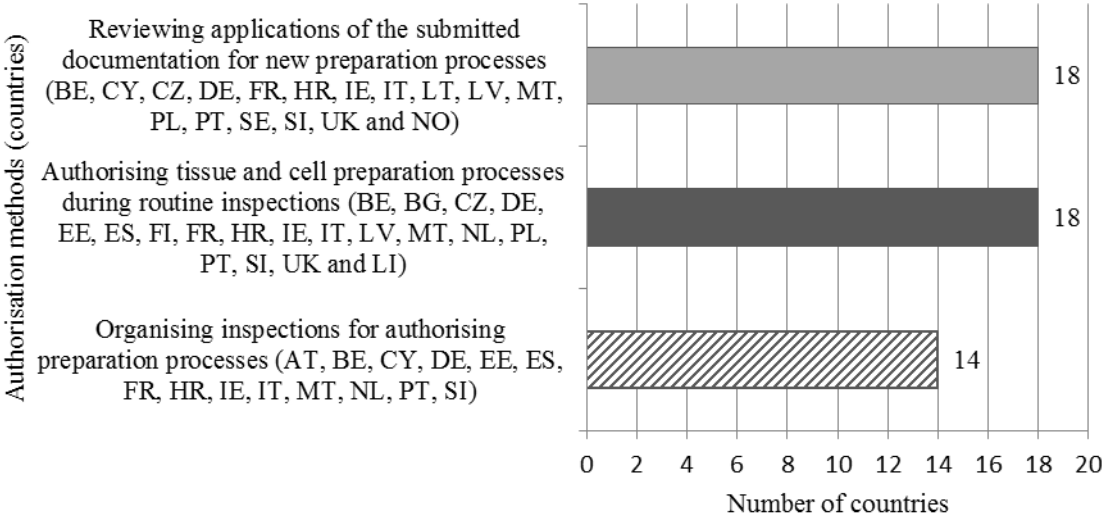 Authorisation methods (countries)
Reviewing applications of the submitted
documentation for new preparation processes
(BE, CY, CZ, DE, FR, HR, IE, IT, LT, LV, MT,
PL, PT, SE, SI, UK and NO)
18
Authorising tissue and cell preparation processes
during routine inspections (BE, BG, CZ, DE,
EE, ES, FI, FR, HR, IE, IT, LV, MT, NL, PL,
PT, SI, UK and LI)
18
Organising inspections for authorising
preparation processes (AT, BE, CY, DE, EE, ES,
FR, HR, IE, IT, MT, NL, PT, SI)
14
0 2 4 6 8 10 12 14 16 18 20
Number of countries